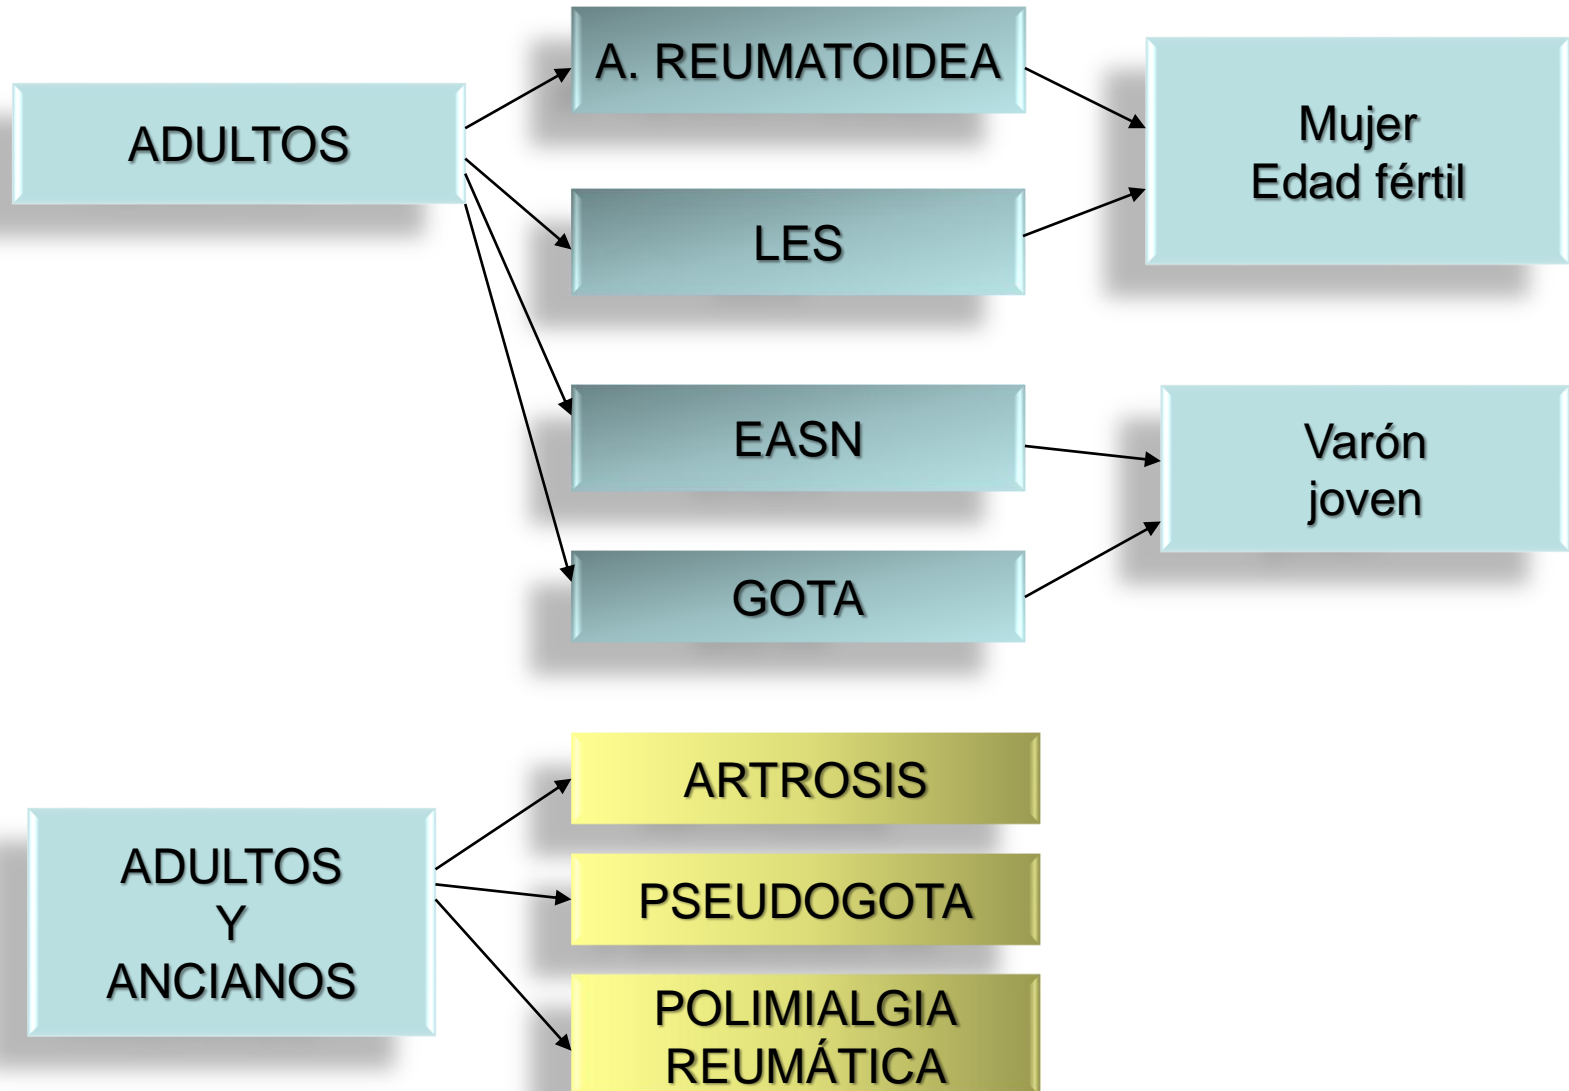 ADULTOS
A. REUMATOIDEA
LES
EASN
GOTA
Mujer
Edad fértil
Varón
joven
ADULTOS
Y
ANCIANOS
ARTROSIS
PSEUDOGOTA
POLIMIALGIA
REUMÁTICA